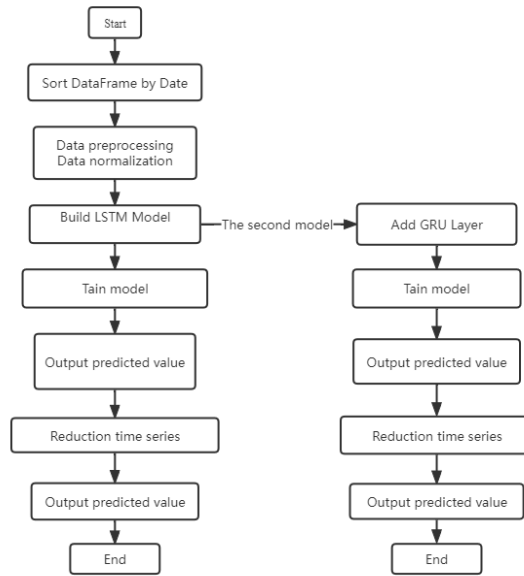 Start
Sort DataFrame by Date
Data preprocessing
Data normalization
Build LSTM Model
The second model
Add GRU Layer
Tain model
Tain model
Output predicted value
Output predicted value
Reduction time series
Reduction time series
Output predicted value
Output predicted value
End
End